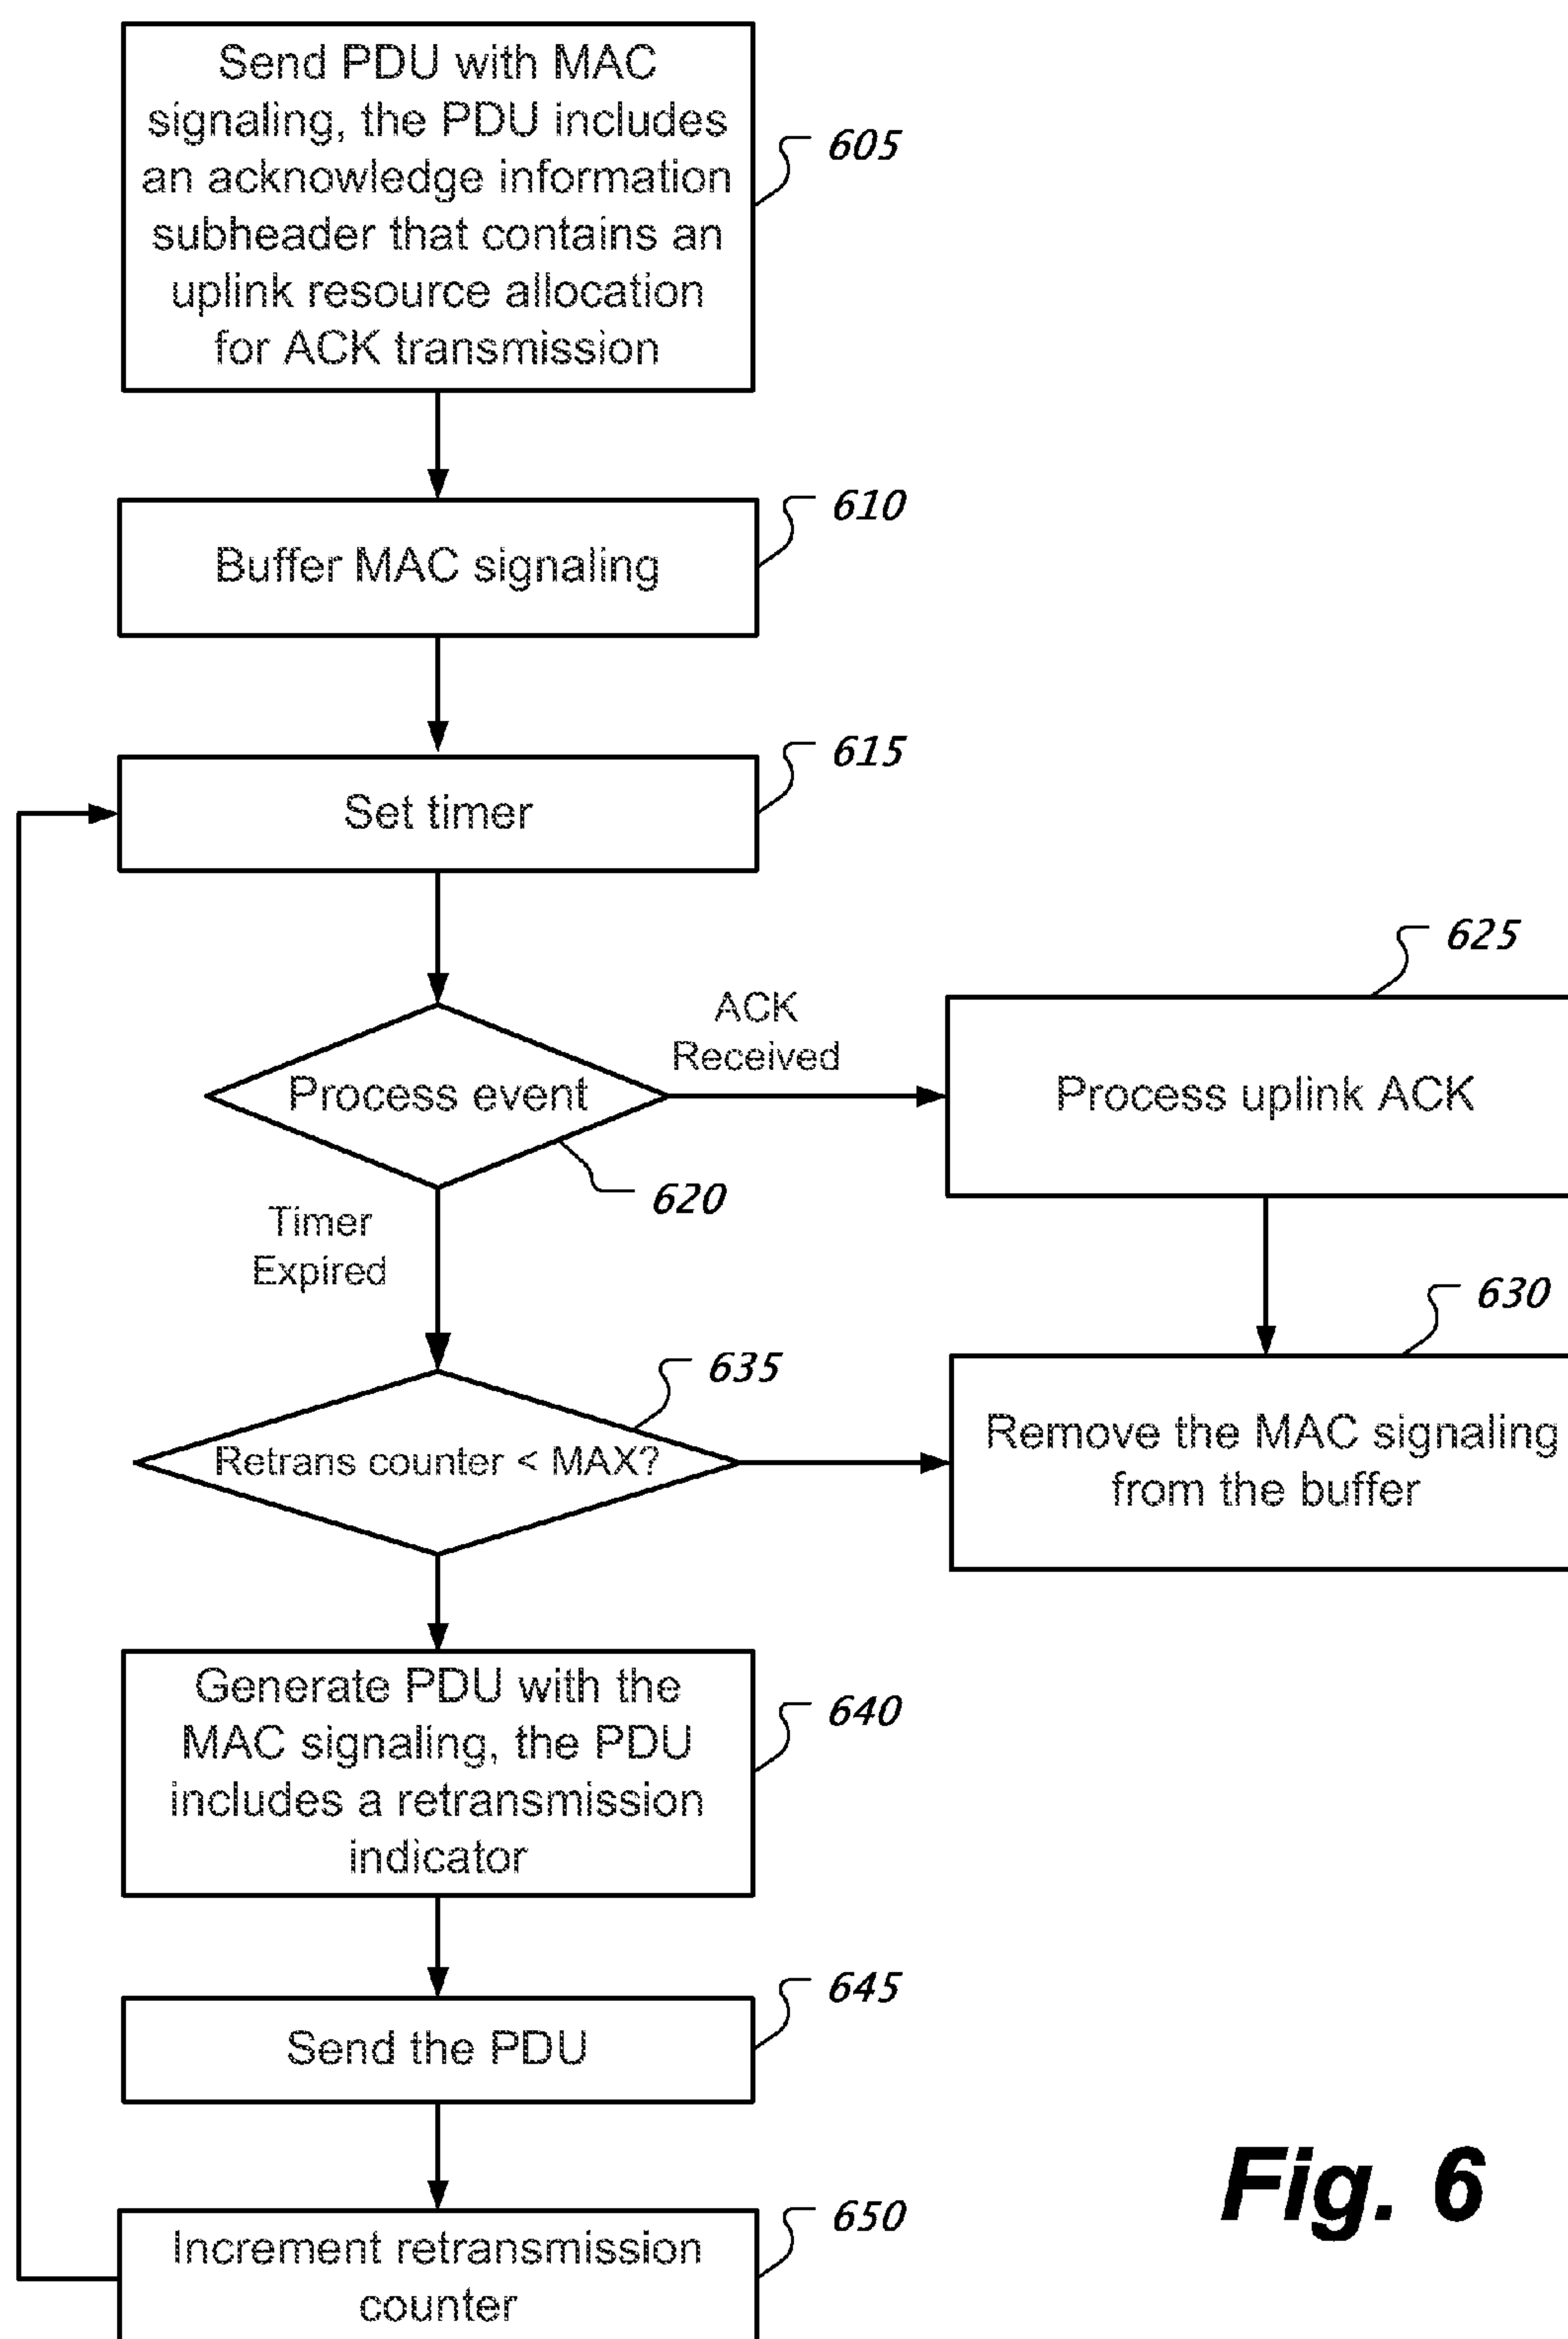 Send PDU with MAC
signaling, the PDU includes
an acknowledge information
subheader that contains an
uplink resource allocation
for ACK transmission
605
Buffer MAC signaling
610
Set timer
615
Process event
620
ACK
Received
Process uplink ACK
625
Timer
Expired
Remove the MAC signaling
from the buffer
630
Retrans counter < MAX?
635
Generate PDU with the
MAC signaling, the PDU
includes a retransmission
indicator
640
Send the PDU
645
Increment retransmission
counter
650
Fig. 6